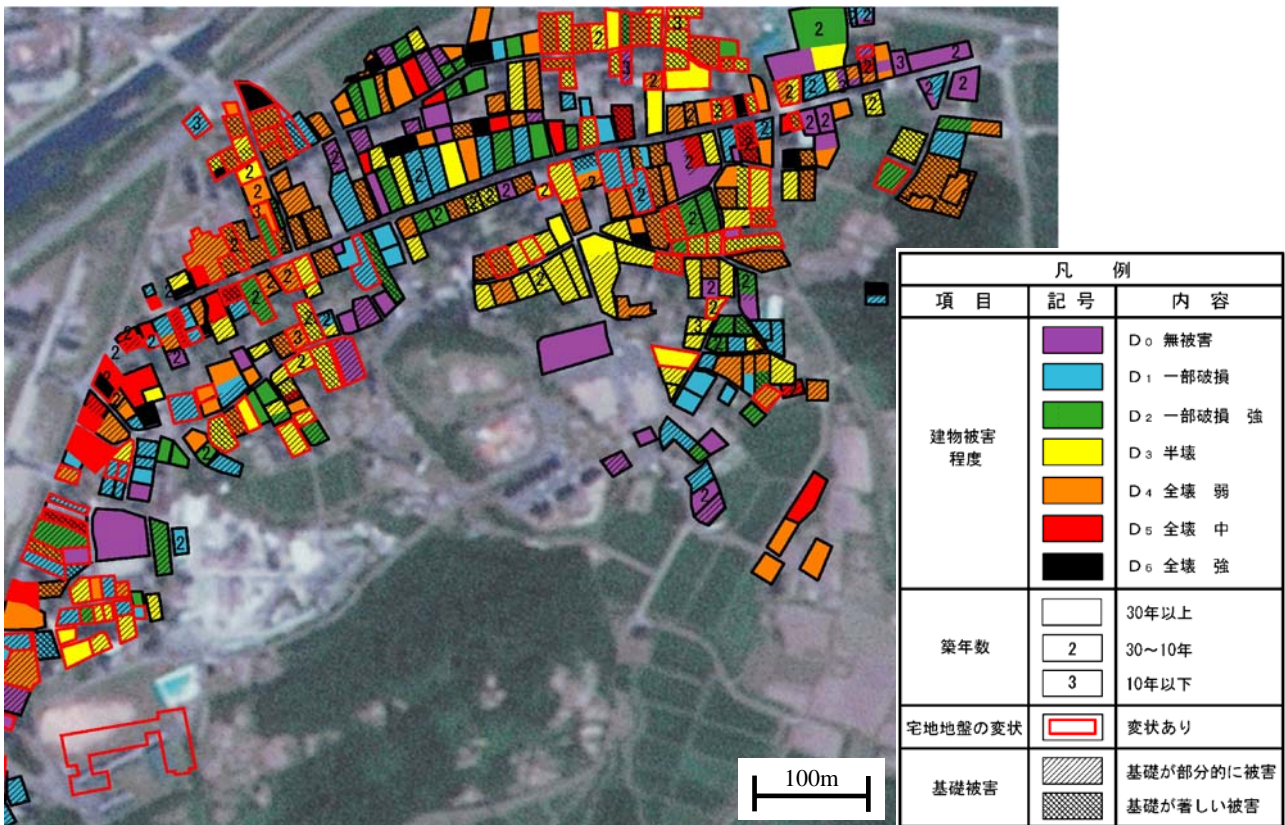 凡 例
項 目 記 号 内 容
建物被害
程度
D0 無被害
D1 一部破損
D2 一部破損 強
D3 半壊
D4 全壊 弱
D5 全壊 中
D6 全壊 強
築年数
30年以上
2 30～10年
3 10年以下
宅地地盤の変状 変状あり
基礎被害
基礎が部分的に被害
基礎が著しい被害
100m